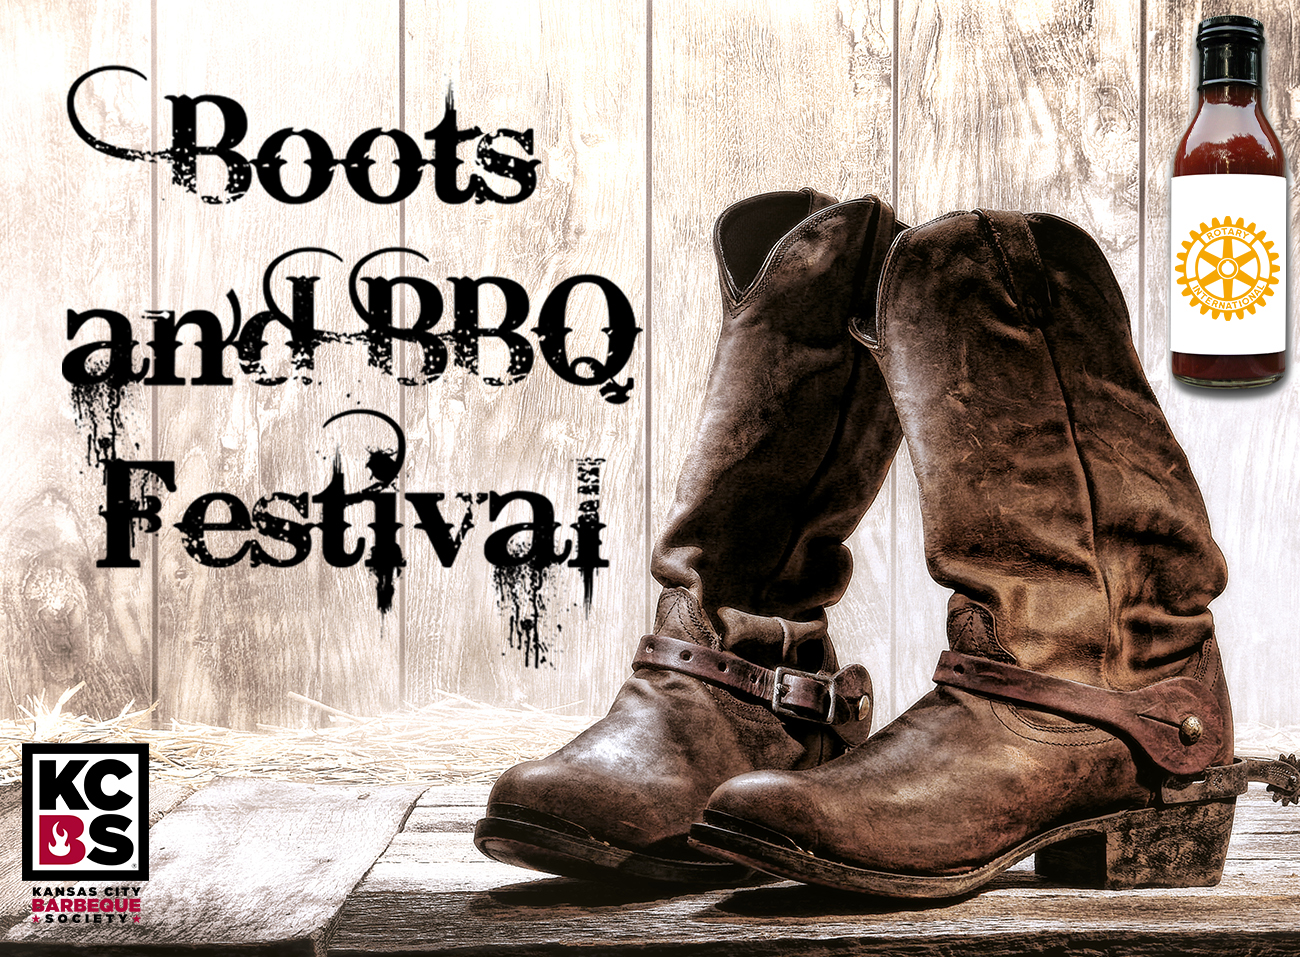 Boots
and BBQ
Festival
ROTARY
INTERNATIONAL
KC
BS
®
KANSAS CITY
BARBEQUE
SOCIETY